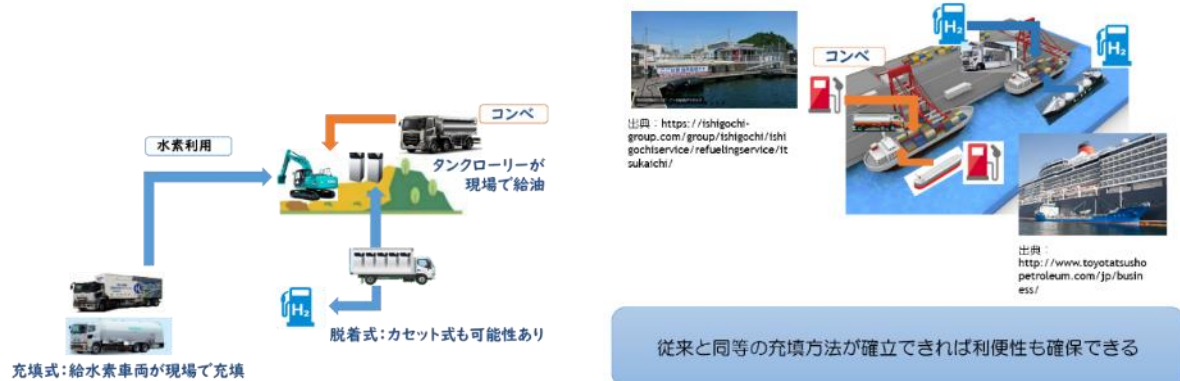 コンベ
水素利用
タンクローリーが
現場で給油
H₂
脱着式:カセット式も可能性あり
充填式:給水素車両が現場で充填
H₂
H₂
コンベ
出典:https://ishigochi-
group.com/group/ishigochi/ishi
gochiservice/refuelingservice/it
sukaichi/
出典:
http://www.toyotatsusho
petroleum.com/jp/busin
ess/
従来と同等の充填方法が確立できれば利便性も確保できる